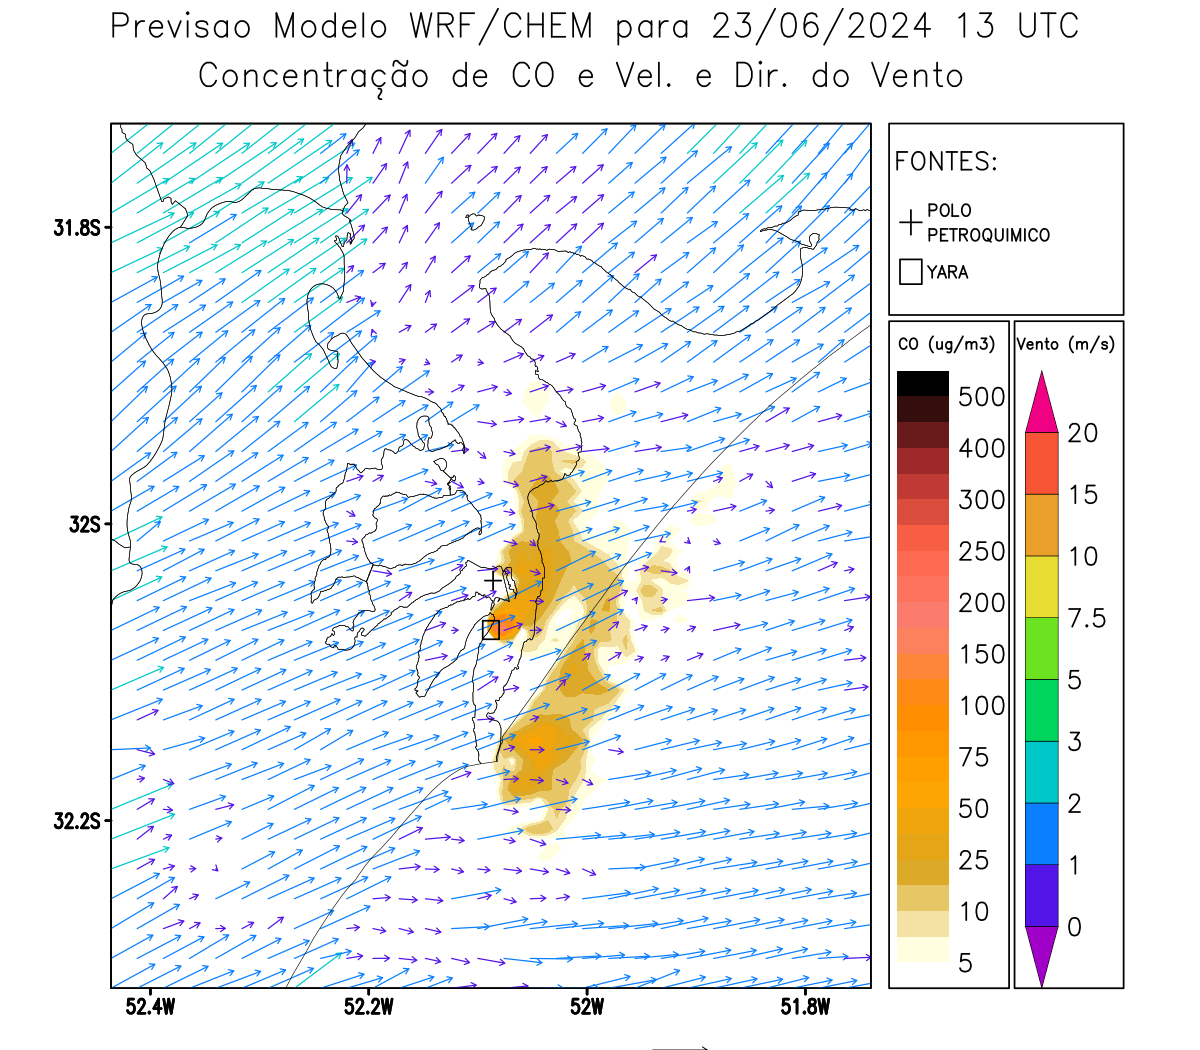 Previsao Modelo WRF/CHEM para 23/06/2024 13 UTC
Concentração de CO e Vel. e Dir. do Vento
FONTES:
POLO
PETROQUIMICO
YARA
CO (ug/m3)
500
400
300
250
200
150
100
75
50
25
10
5
Vento (m/s)
20
15
10
7.5
5
3
2
1
0
31.8S
32S
32.2S
52.4W
52.2W
52W
51.8W